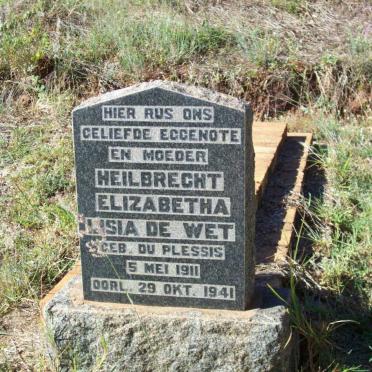 HIER RUS ONS
GELIEFDE EGGENOTE
EN MOEDER
HEILBRECHT
ELIZABETHA
DE WET
GEB. DU PLESSIS
5 MEI 1911
OORL. 29 OKT. 1941